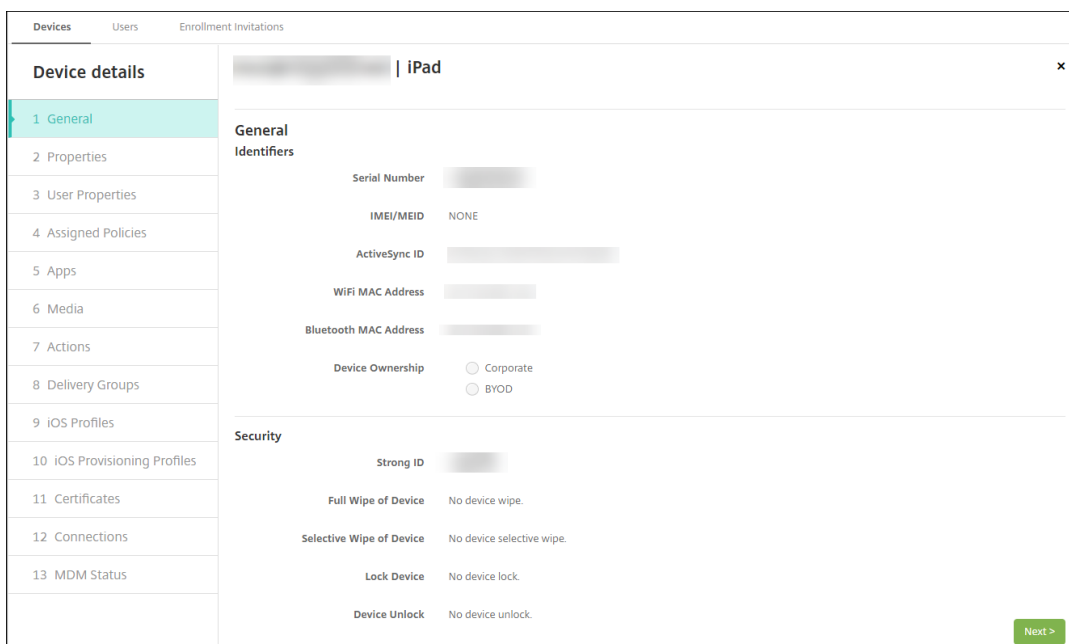 Devices Users Enrollment Invitations
Device details
1 General
2 Properties
3 User Properties
4 Assigned Policies
5 Apps
6 Media
7 Actions
8 Delivery Groups
9 iOS Profiles
10 iOS Provisioning Profiles
11 Certificates
12 Connections
13 MDM Status
| iPad ×
General
Identifiers
Serial Number
IMEI/MEID NONE
ActiveSync ID
WiFi MAC Address
Bluetooth MAC Address
Device Ownership Corporate
BYOD
Security
Strong ID
Full Wipe of Device No device wipe.
Selective Wipe of Device No device selective wipe.
Lock Device No device lock.
Device Unlock No device unlock.
Next >